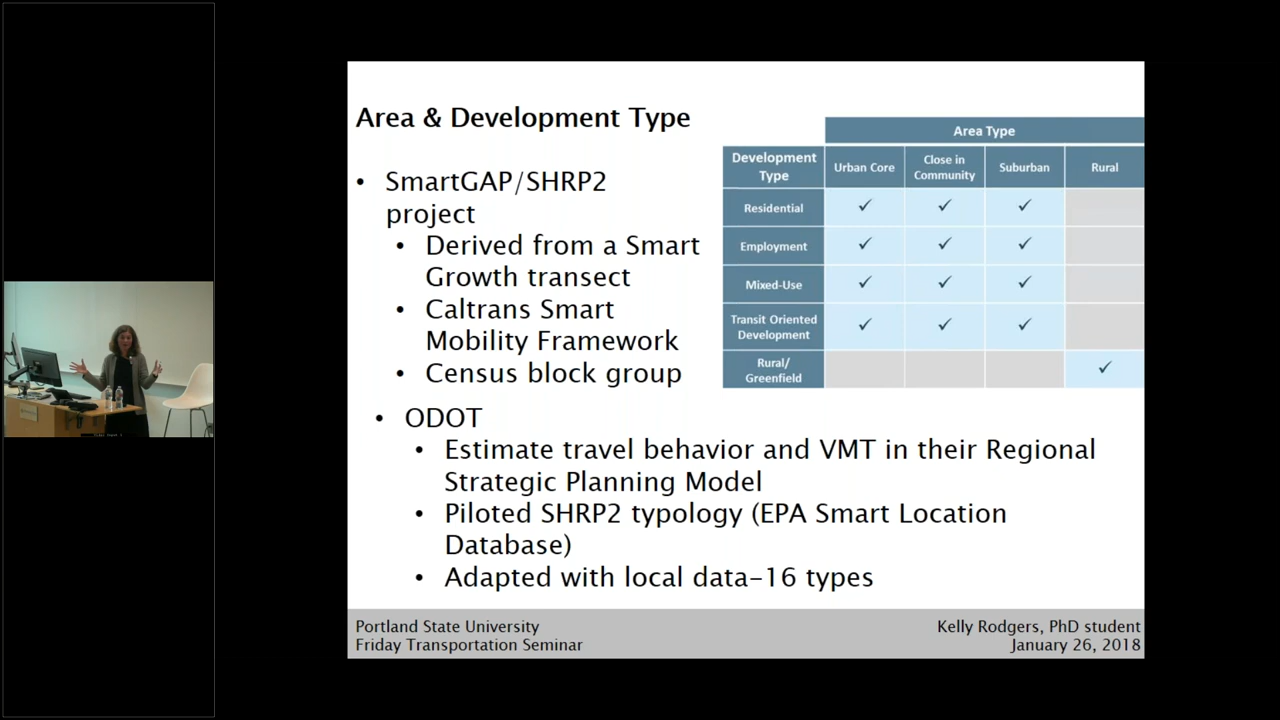 Area & Development Type
• SmartGAP/SHRP2
project
• Derived from a Smart
Growth transect
• Caltrans Smart
Mobility Framework
• Census block group
Area Type
Development
Type
Urban Core
Close in
Community
Suburban
Rural
Residential ✓ ✓ ✓
Employment ✓ ✓ ✓
Mixed-Use ✓ ✓ ✓
Transit Oriented
Development ✓ ✓ ✓
Rural/
Greenfield ✓
• ODOT
• Estimate travel behavior and VMT in their Regional
Strategic Planning Model
• Piloted SHRP2 typology (EPA Smart Location
Database)
• Adapted with local data-16 types
Portland State University
Friday Transportation Seminar
Kelly Rodgers, PhD student
January 26, 2018